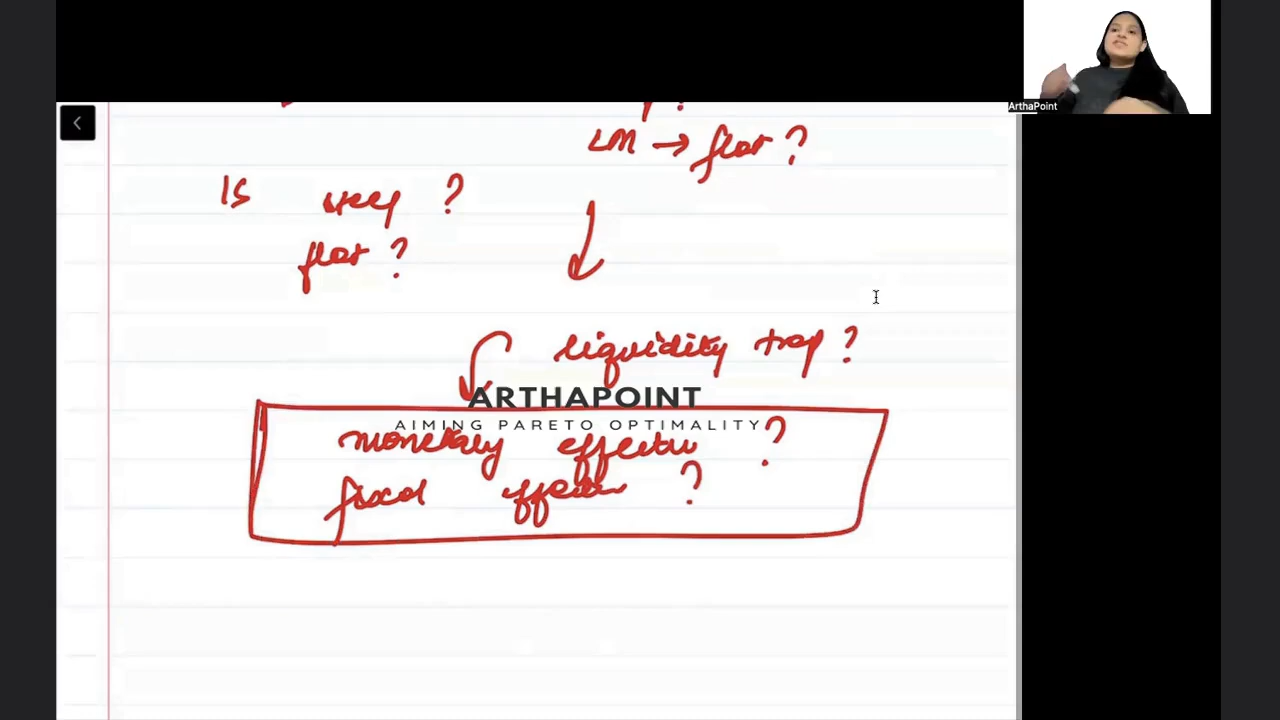 ArthaPoint
LM → flat ?
IS steep ?
flat ?
liquidity trap ?
ARTHAPOINT
AIMING PARETO OPTIMALITY
monetary effective ?
fiscal effective ?